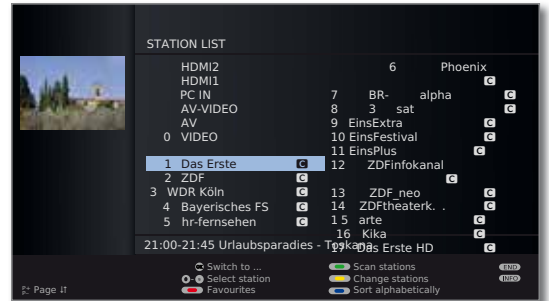 STATION LIST
HDMI2
HDMI1
PC IN
AV-VIDEO
AV
0 VIDEO
1 Das Erste C
2 ZDF C
3 WDR Köln C
4 Bayerisches FS C
5 hr-fernsehen C
6 Phoenix C
7 BR-alpha C
8 3 sat C
9 EinsExtra C
10 EinsFestival C
11 EinsPlus C
12 ZDFinfokanal C
13 ZDF_neo C
14 ZDFtheaterk. . C
15 arte C
16 Kika C
17 Das Erste HD C
21:00-21:45 Urlaubsparadies - Toskana
Switch to ...
0-9 Select station
Favourites
Scan stations
Change stations
Sort alphabetically
END
INFO
P+ P- Page